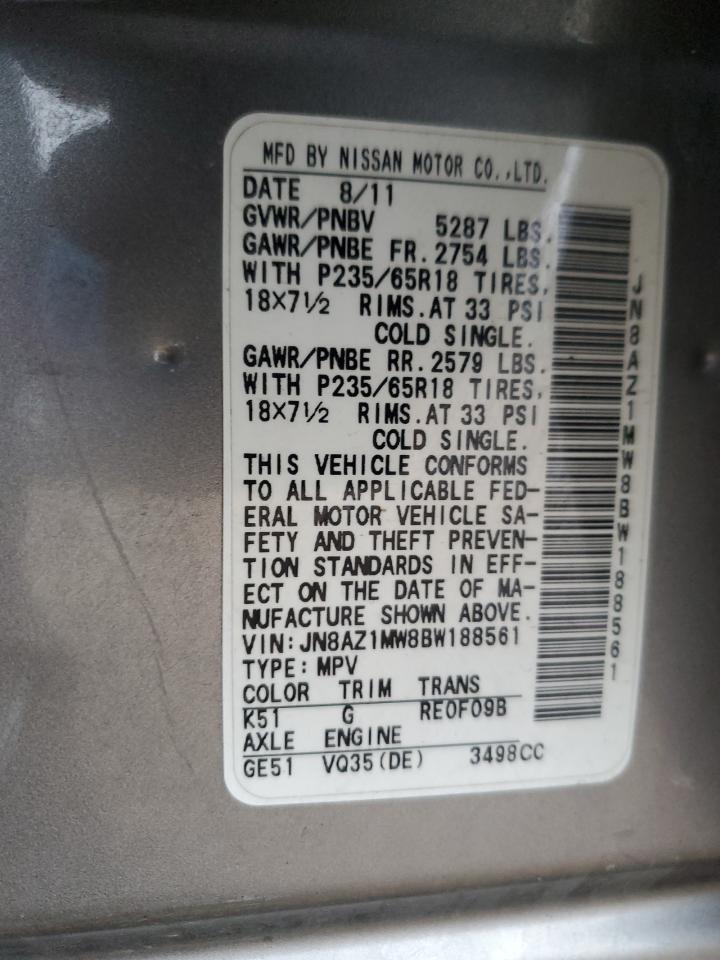 MFD BY NISSAN MOTOR CO.,LTD.
DATE 8/11
GVWR/PNBV 5287 LBS.
GAWR/PNBE FR. 2754 LBS.
WITH P235/65R18 TIRES,
18×7½ RIMS. AT 33 PSI
COLD SINGLE.
GAWR/PNBE RR. 2579 LBS.
WITH P235/65R18 TIRES,
18×7½ RIMS. AT 33 PSI
COLD SINGLE.
THIS VEHICLE CONFORMS
TO ALL APPLICABLE FED-
ERAL MOTOR VEHICLE SA-
FETY AND THEFT PREVEN-
TION STANDARDS IN EFF-
ECT ON THE DATE OF MA-
NUFACTURE SHOWN ABOVE.
VIN: JN8AZ1MW8BW188561
TYPE: MPV
COLOR TRIM TRANS
K51 G RE0F09B
AXLE ENGINE
GE51 VQ35(DE) 3498CC
JN8AZ1MW8BW188561